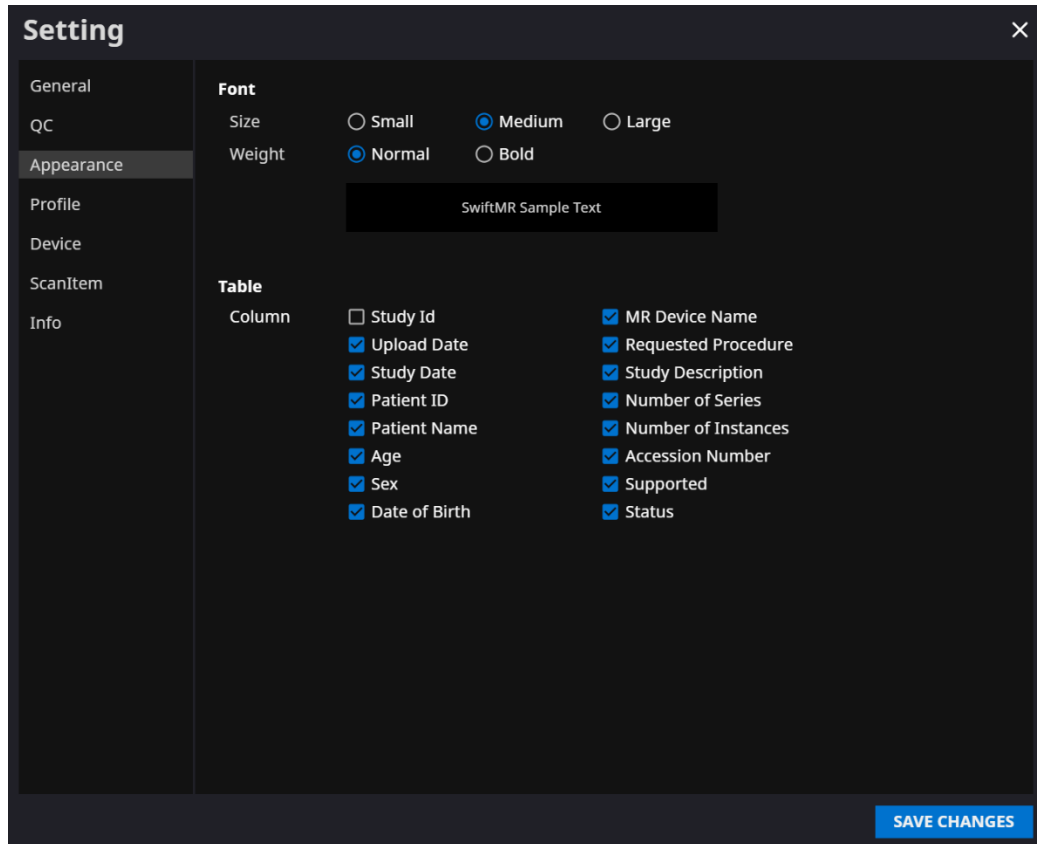 Setting
General
QC
Appearance
Profile
Device
ScanItem
Info
Font
Size Small Medium Large
Weight Normal Bold
SwiftMR Sample Text
Table
Column Study Id MR Device Name
Upload Date Requested Procedure
Study Date Study Description
Patient ID Number of Series
Patient Name Number of Instances
Age Accession Number
Sex Supported
Date of Birth Status
SAVE CHANGES